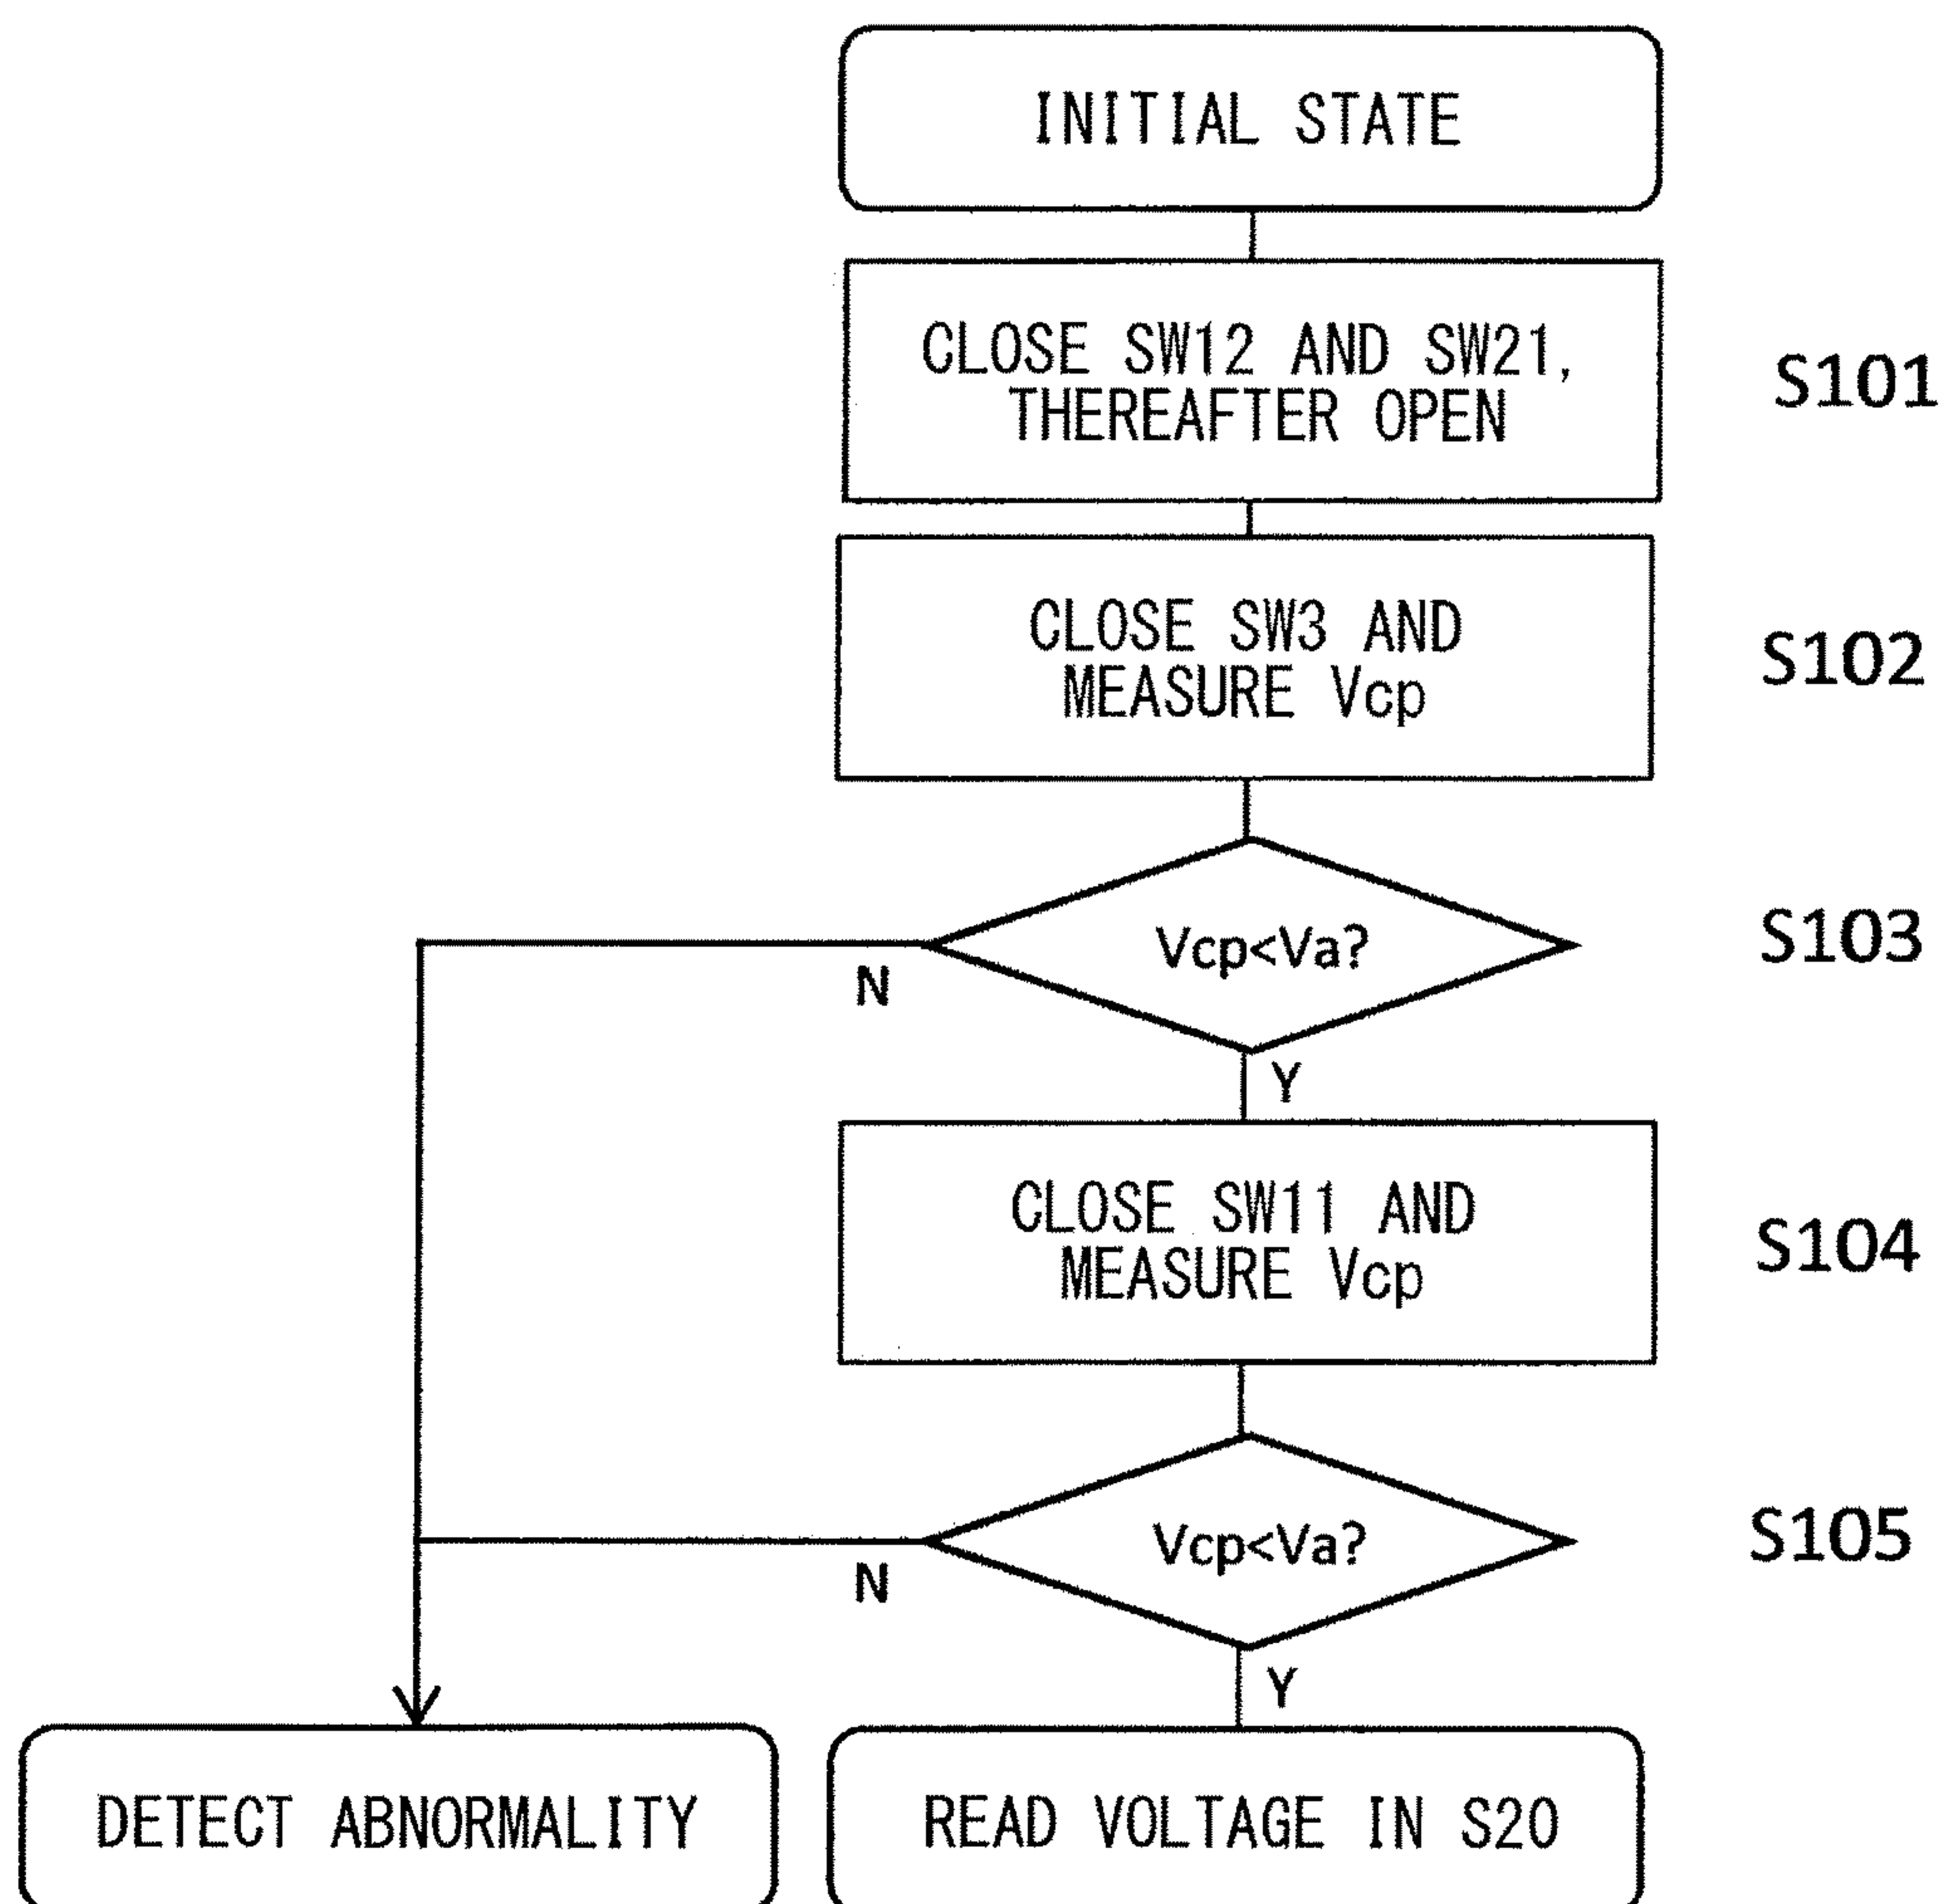 INITIAL STATE
CLOSE SW12 AND SW21,
THEREAFTER OPEN
S101
CLOSE SW3 AND
MEASURE Vcp
S102
Vcp<Va?
S103
N
Y
CLOSE SW11 AND
MEASURE Vcp
S104
Vcp<Va?
S105
N
Y
DETECT ABNORMALITY
READ VOLTAGE IN S20